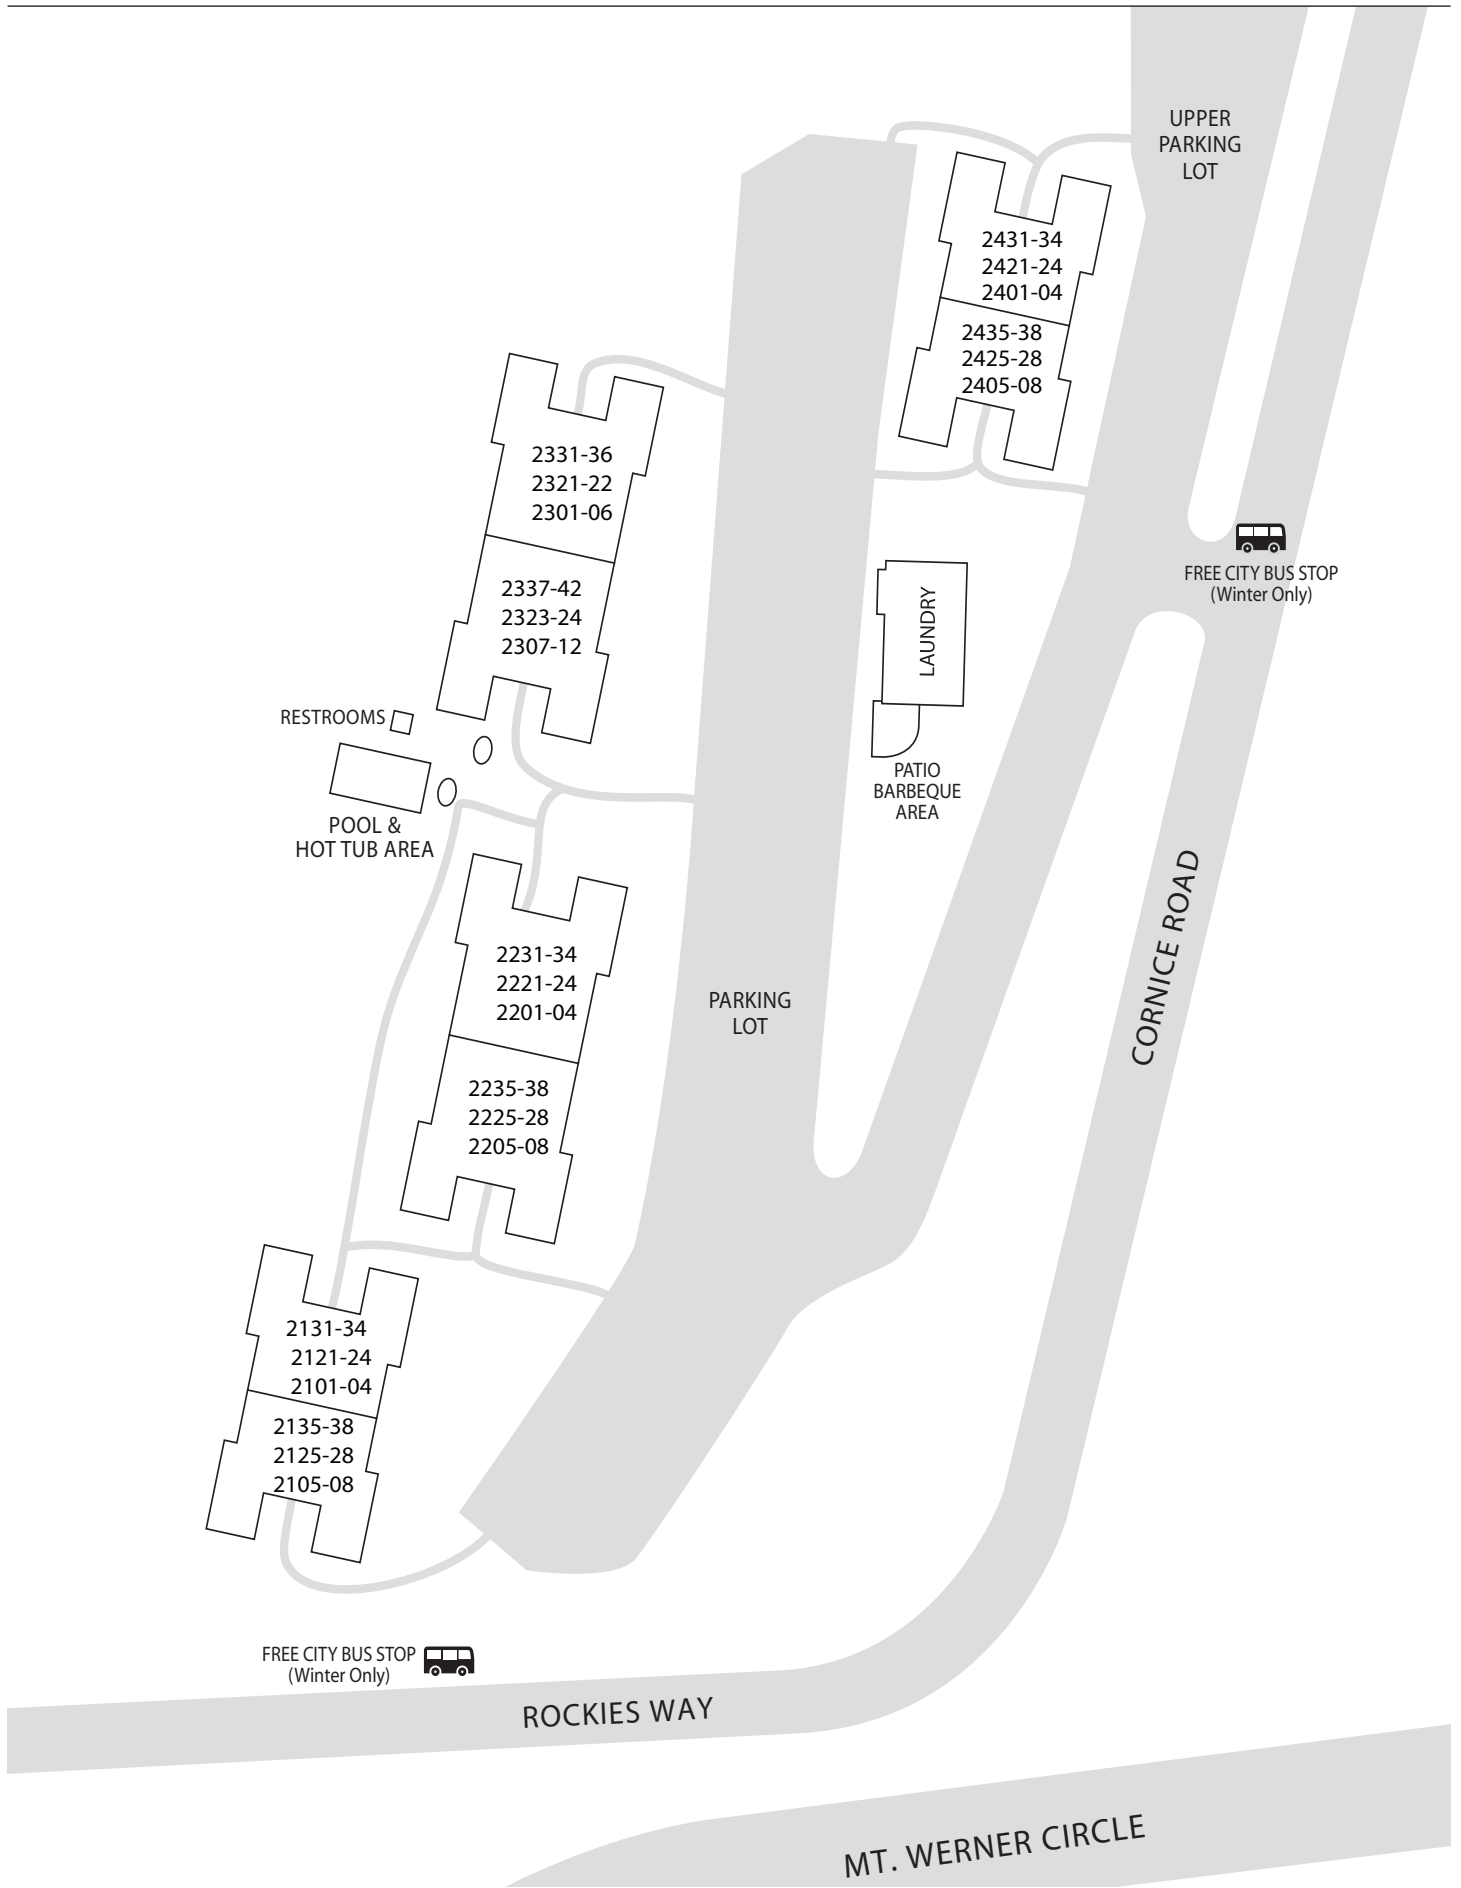 UPPER
PARKING
LOT
2431-34
2421-24
2401-04
2435-38
2425-28
2405-08
2331-36
2321-22
2301-06
2337-42
2323-24
2307-12
FREE CITY BUS STOP
(Winter Only)
LAUNDRY
RESTROOMS
PATIO
BARBEQUE
AREA
POOL &
HOT TUB AREA
2231-34
2221-24
2201-04
PARKING
LOT
CORNICE ROAD
2235-38
2225-28
2205-08
2131-34
2121-24
2101-04
2135-38
2125-28
2105-08
FREE CITY BUS STOP
(Winter Only)
ROCKIES WAY
MT. WERNER CIRCLE